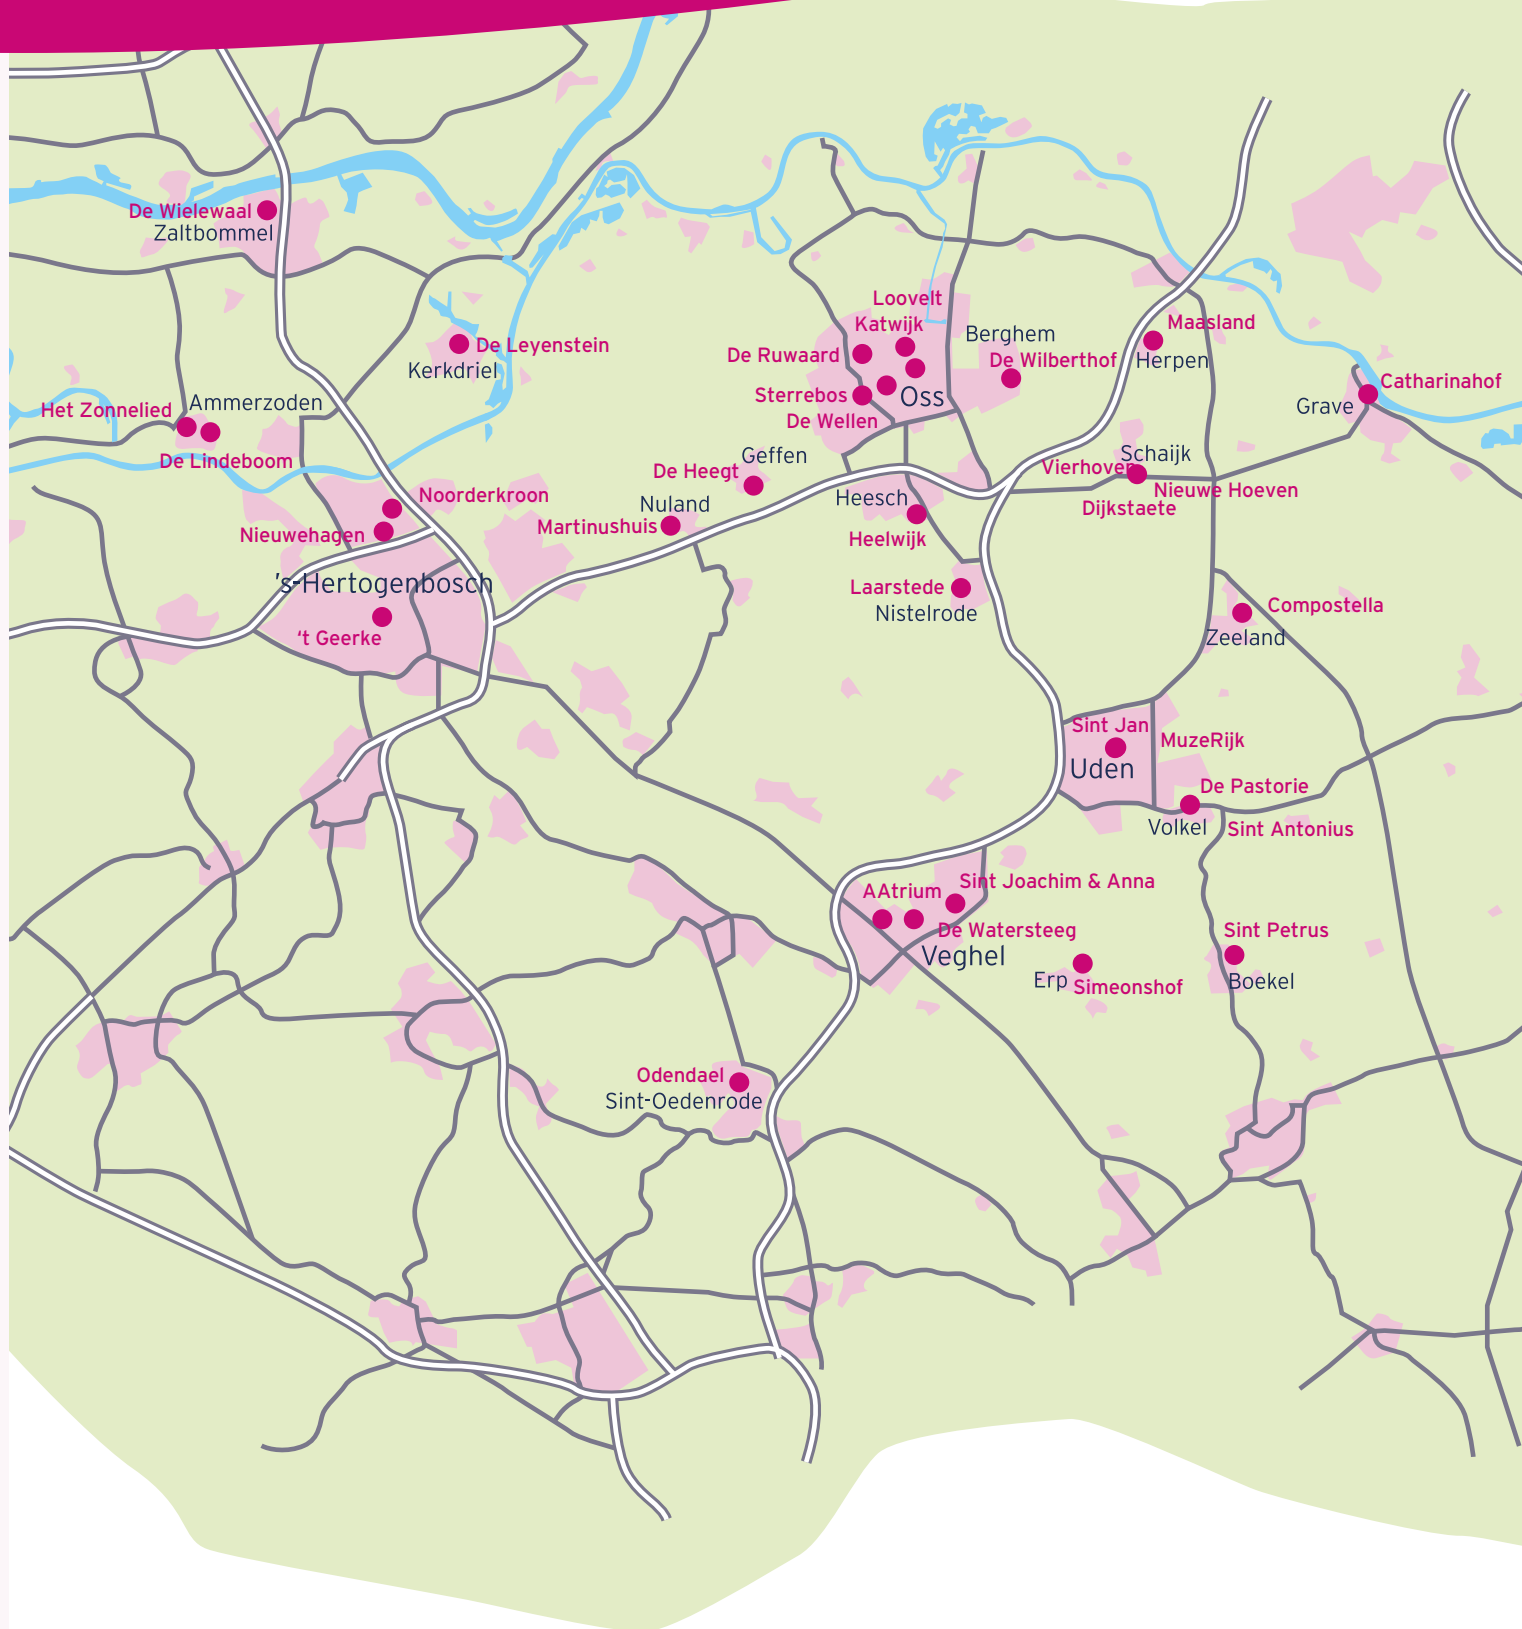 De Wielewaal
Zaltbommel
Loovelt
Katwijk
Maasland
Berghem
De Leyenstein
De Ruwaard
De Wilberthof
Herpen
Kerkdriel
Catharinahof
Sterrebos
Oss
Grave
Ammerzoden
Het Zonnelied
De Wellen
De Lindeboom
Geffen
Schaijk
De Heegt
Vierhoven
Nieuwe Hoeven
Noorderkroon
Heesch
Nuland
Dijkstaete
Martinushuis
Nieuwehagen
Heelwijk
's-Hertogenbosch
Laarstede
Nistelrode
Compostella
Zeeland
‘t Geerke
Sint Jan
MuzeRijk
Uden
De Pastorie
Volkel
Sint Antonius
AAtrium
Sint Joachim & Anna
De Watersteeg
Sint Petrus
Veghel
Erp
Simeonshof
Boekel
Odendael
Sint-Oedenrode